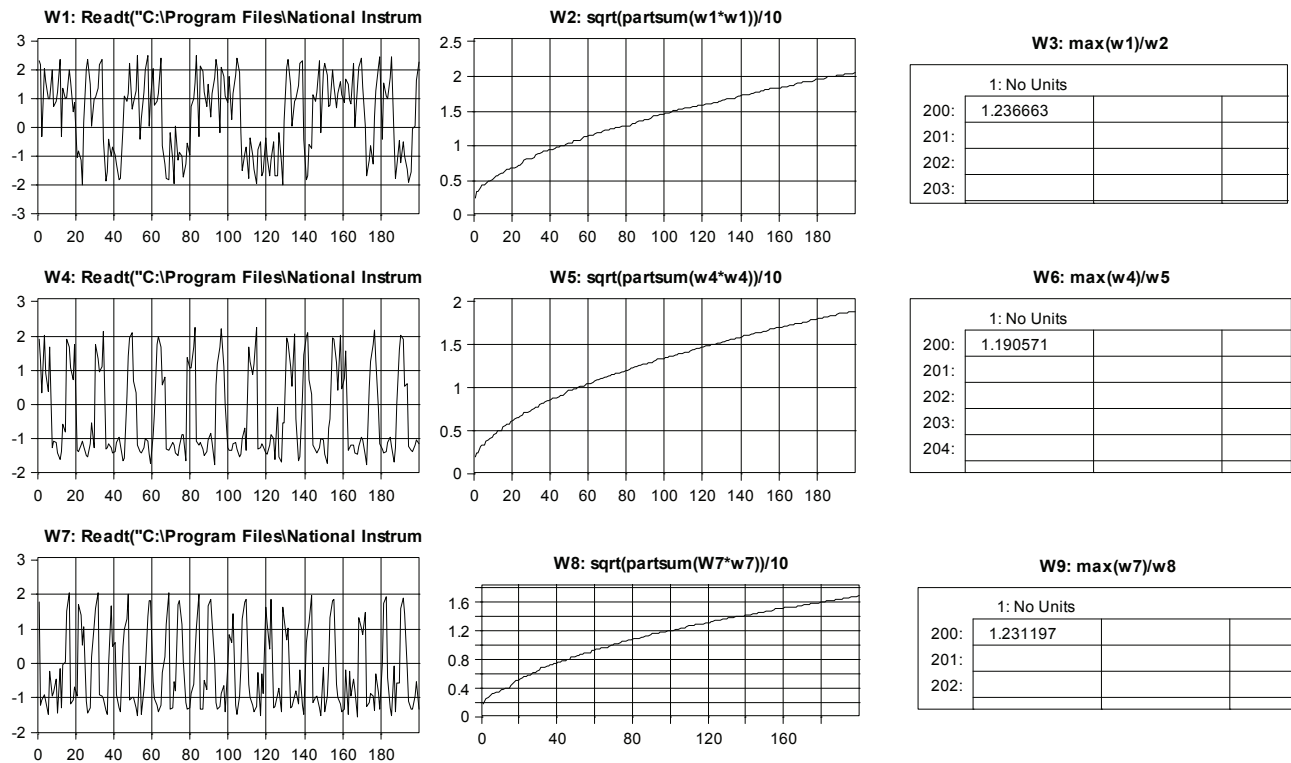 W1: Readt("C:\Program Files\National Instrum
3
2
1
0
-1
-2
-3
0 20 40 60 80 100 120 140 160 180
W2: sqrt(partsum(w1*w1))/10
2.5
2
1.5
1
0.5
0
0 20 40 60 80 100 120 140 160 180
W3: max(w1)/w2
1: No Units
200: 1.236663
201:
202:
203:
W4: Readt("C:\Program Files\National Instrum
3
2
1
0
-1
-2
0 20 40 60 80 100 120 140 160 180
W5: sqrt(partsum(w4*w4))/10
2
1.5
1
0.5
0
0 20 40 60 80 100 120 140 160 180
W6: max(w4)/w5
1: No Units
200: 1.190571
201:
202:
203:
204:
W7: Readt("C:\Program Files\National Instrum
3
2
1
0
-1
-2
0 20 40 60 80 100 120 140 160 180
W8: sqrt(partsum(W7*w7))/10
1.6
1.2
0.8
0.4
0
0 40 80 120 160
W9: max(w7)/w8
1: No Units
200: 1.231197
201:
202: